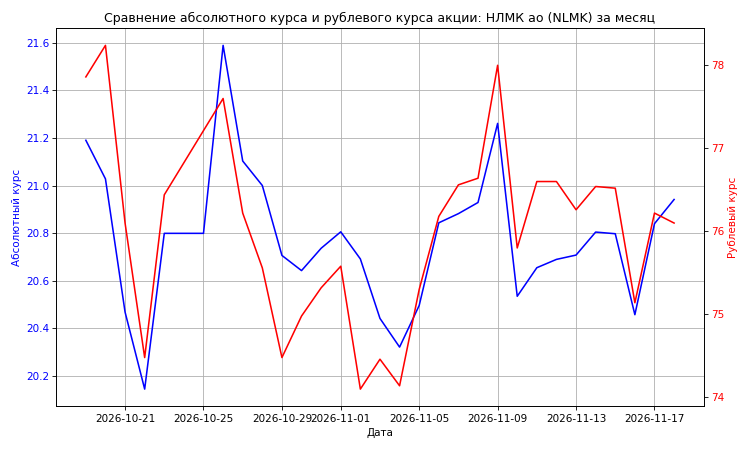 Сравнение абсолютного курса и рублевого курса акции: НЛМК ао (NLMK) за месяц
21.6
21.4
21.2
21.0
20.8
20.6
20.4
20.2
Абсолютный курс
78
77
76
75
74
Рублевый курс
2026-10-21 2026-10-25 2026-10-29 2026-11-01 2026-11-05 2026-11-09 2026-11-13 2026-11-17
Дата